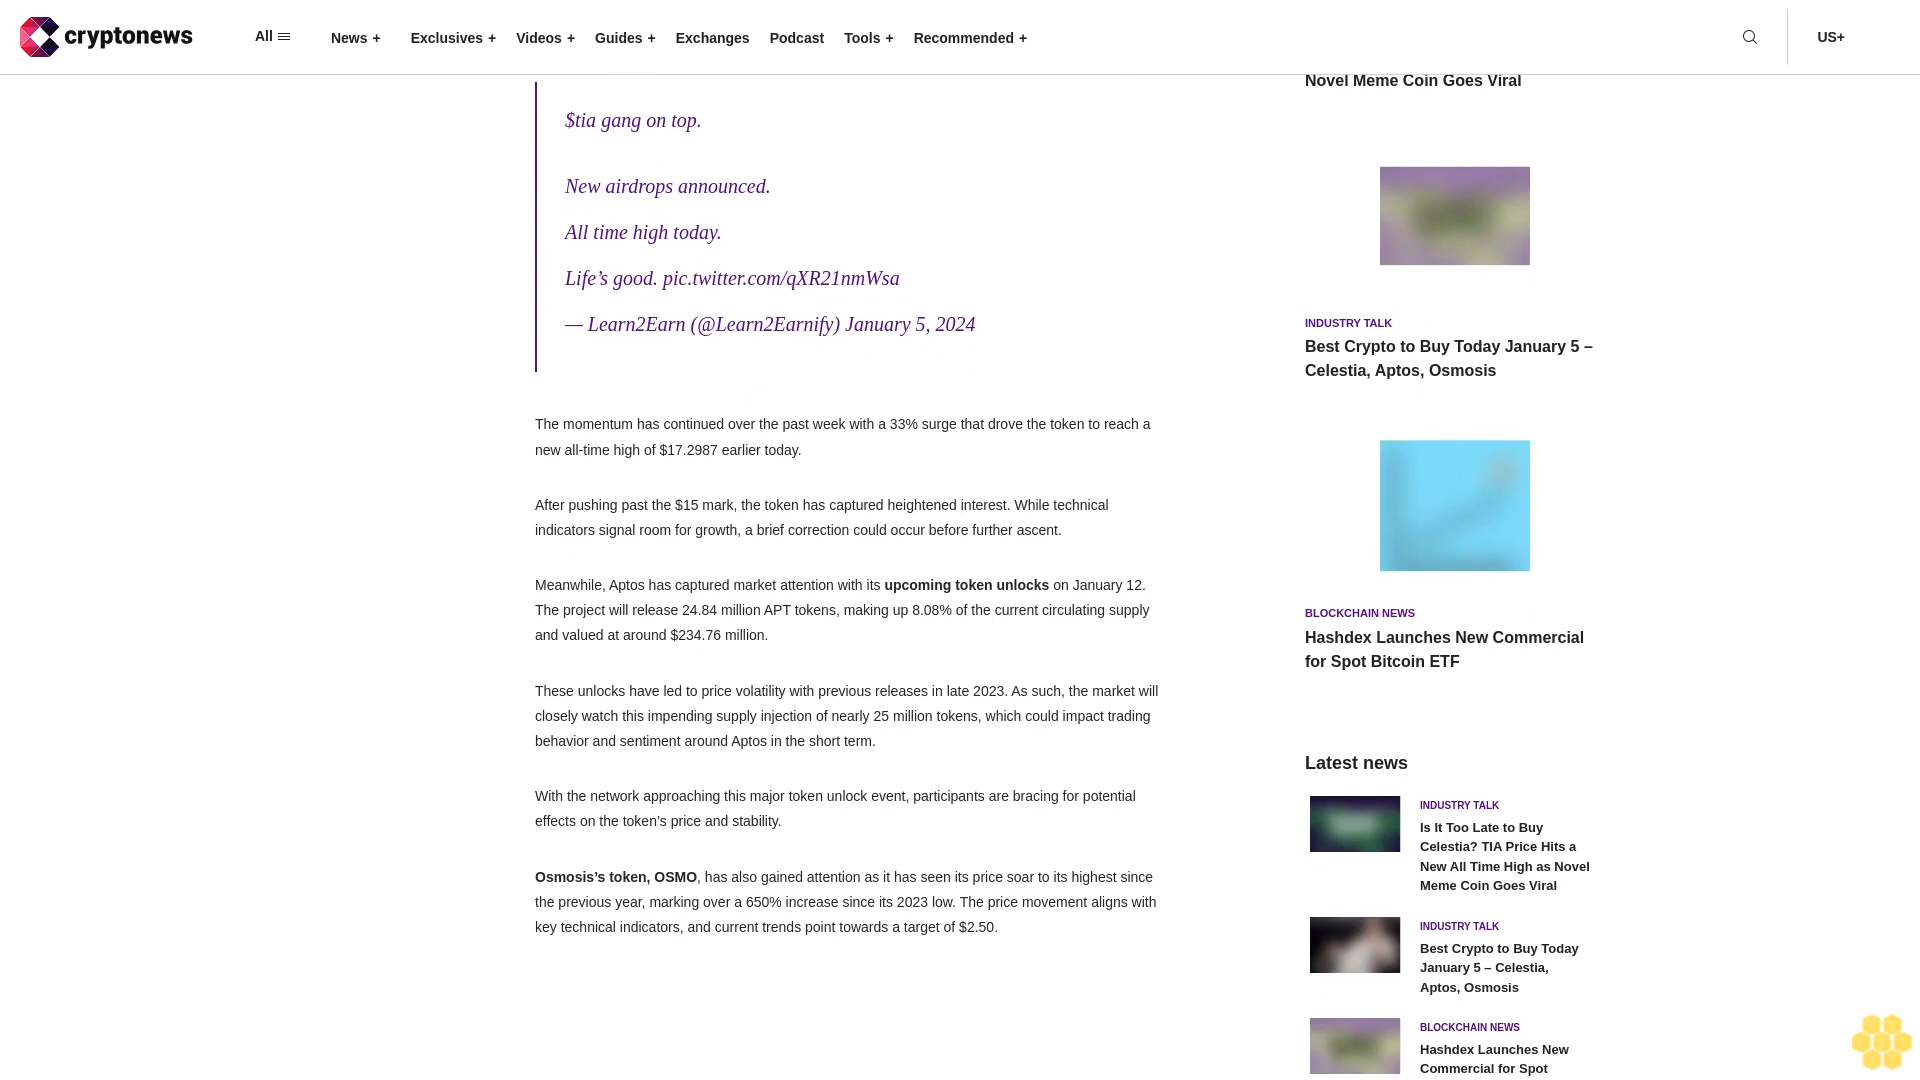 cryptonews
All
News +
Exclusives +
Videos +
Guides +
Exchanges
Podcast
Tools +
Recommended +
US+
$tia gang on top.
New airdrops announced.
All time high today.
Life’s good. pic.twitter.com/qXR21nmWsa
— Learn2Earn (@Learn2Earnify) January 5, 2024
The momentum has continued over the past week with a 33% surge that drove the token to reach a
new all-time high of $17.2987 earlier today.
After pushing past the $15 mark, the token has captured heightened interest. While technical
indicators signal room for growth, a brief correction could occur before further ascent.
Meanwhile, Aptos has captured market attention with its upcoming token unlocks on January 12.
The project will release 24.84 million APT tokens, making up 8.08% of the current circulating supply
and valued at around $234.76 million.
These unlocks have led to price volatility with previous releases in late 2023. As such, the market will
closely watch this impending supply injection of nearly 25 million tokens, which could impact trading
behavior and sentiment around Aptos in the short term.
With the network approaching this major token unlock event, participants are bracing for potential
effects on the token’s price and stability.
Osmosis’s token, OSMO, has also gained attention as it has seen its price soar to its highest since
the previous year, marking over a 650% increase since its 2023 low. The price movement aligns with
key technical indicators, and current trends point towards a target of $2.50.
Novel Meme Coin Goes Viral
INDUSTRY TALK
Best Crypto to Buy Today January 5 –
Celestia, Aptos, Osmosis
BLOCKCHAIN NEWS
Hashdex Launches New Commercial
for Spot Bitcoin ETF
Latest news
INDUSTRY TALK
Is It Too Late to Buy
Celestia? TIA Price Hits a
New All Time High as Novel
Meme Coin Goes Viral
INDUSTRY TALK
Best Crypto to Buy Today
January 5 – Celestia,
Aptos, Osmosis
BLOCKCHAIN NEWS
Hashdex Launches New
Commercial for Spot